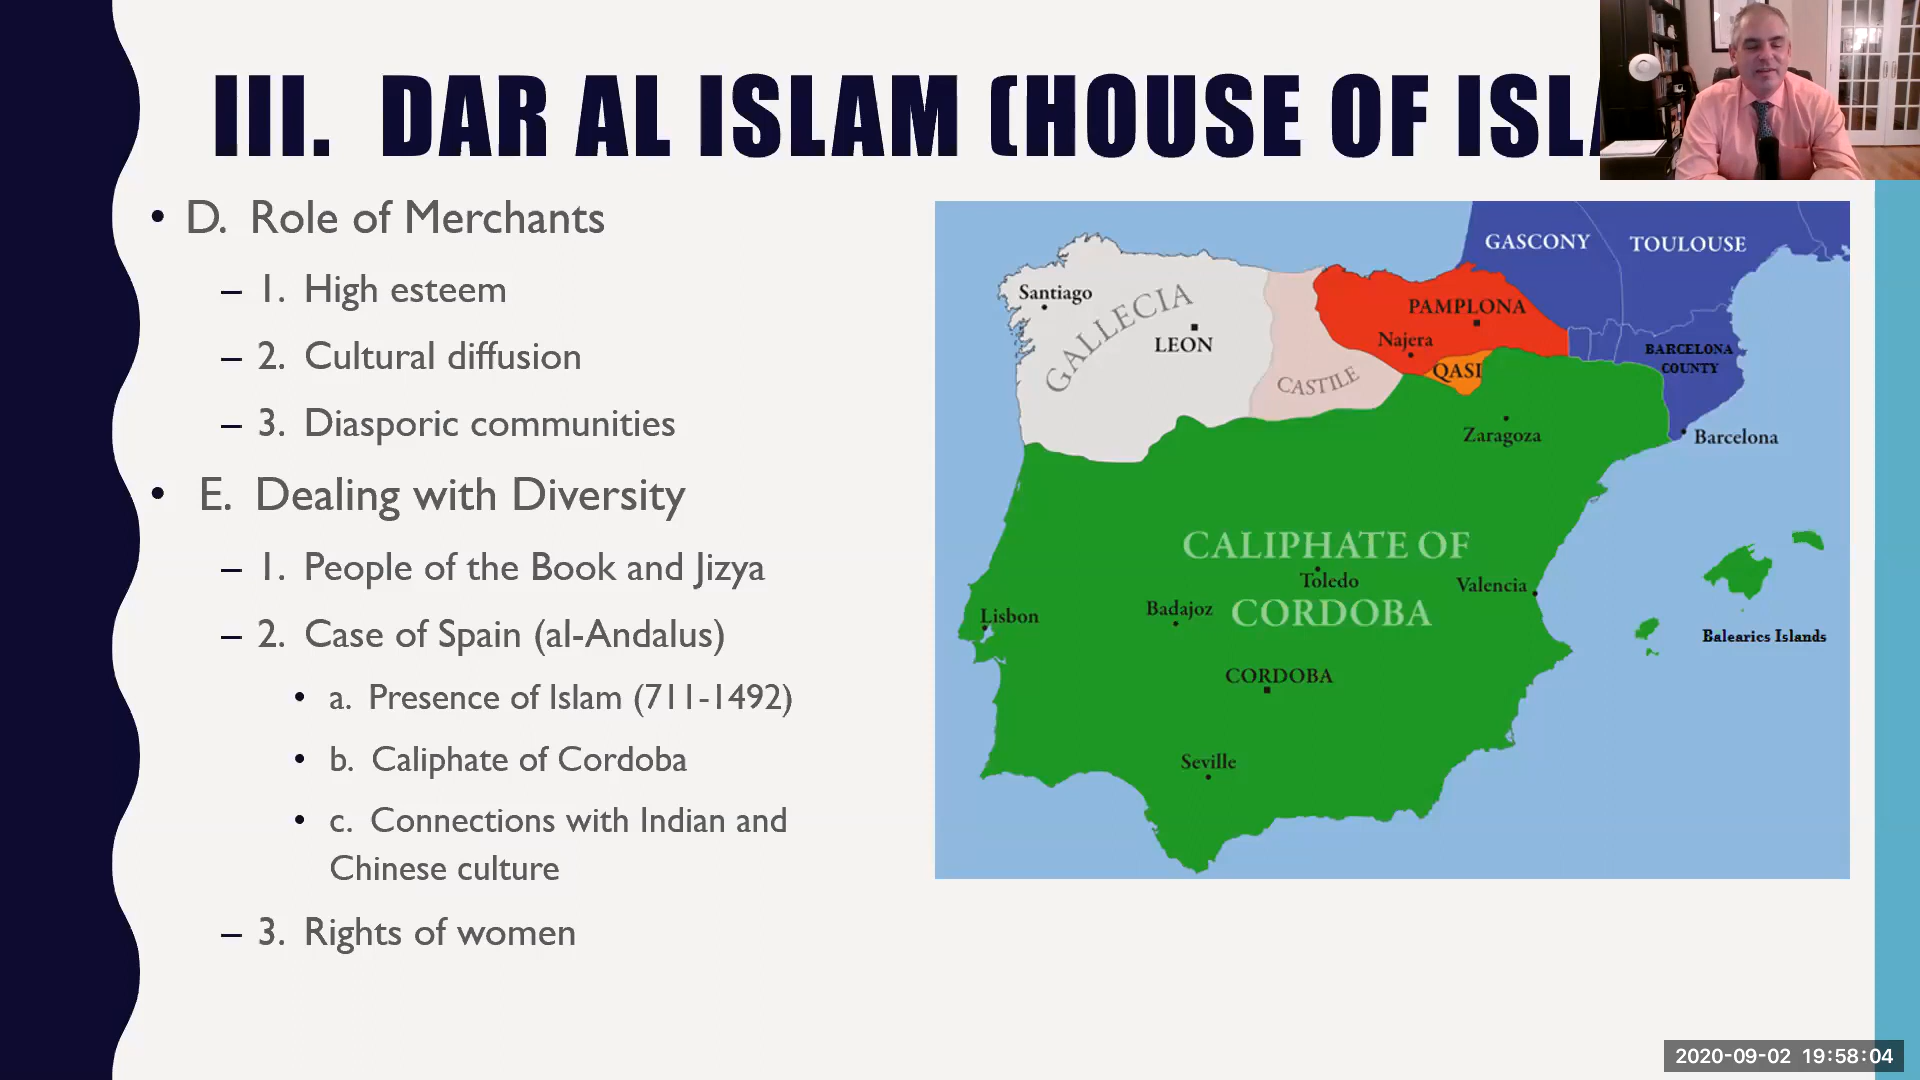 III. DAR AL ISLAM (HOUSE OF ISL
• D. Role of Merchants
– 1. High esteem
– 2. Cultural diffusion
– 3. Diasporic communities
• E. Dealing with Diversity
– 1. People of the Book and Jizya
– 2. Case of Spain (al-Andalus)
• a. Presence of Islam (711-1492)
• b. Caliphate of Cordoba
• c. Connections with Indian and
Chinese culture
– 3. Rights of women
GASCONY
TOULOUSE
Santiago
GALLECIA
LEON
CASTILE
PAMPLONA
Najera
QASI
BARCELONA
COUNTY
Zaragoza
Barcelona
CALIPHATE OF
Toledo
Valencia
Lisbon
Badajoz
CORDOBA
Balearics Islands
CORDOBA
Seville
2020-09-02 19:58:04